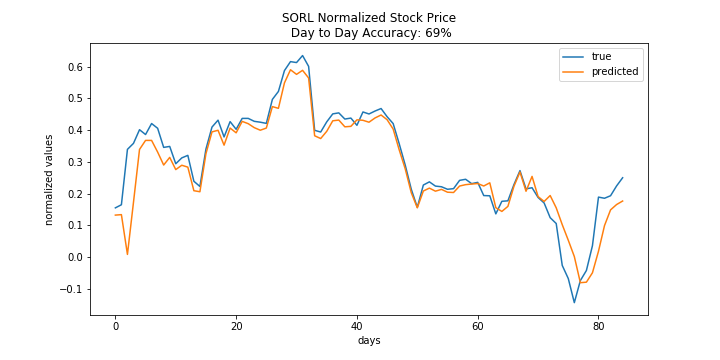 SORL Normalized Stock Price
Day to Day Accuracy: 69%
true
predicted
normalized values
0.6
0.5
0.4
0.3
0.2
0.1
0.0
−0.1
0
20
40
60
80
days